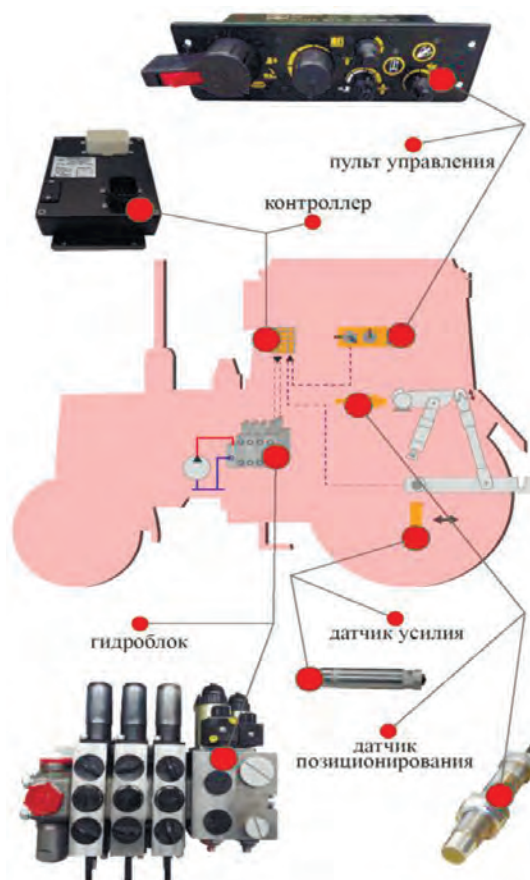 пульт управления
контроллер
гидроблок
датчик усилия
датчик
позиционирования